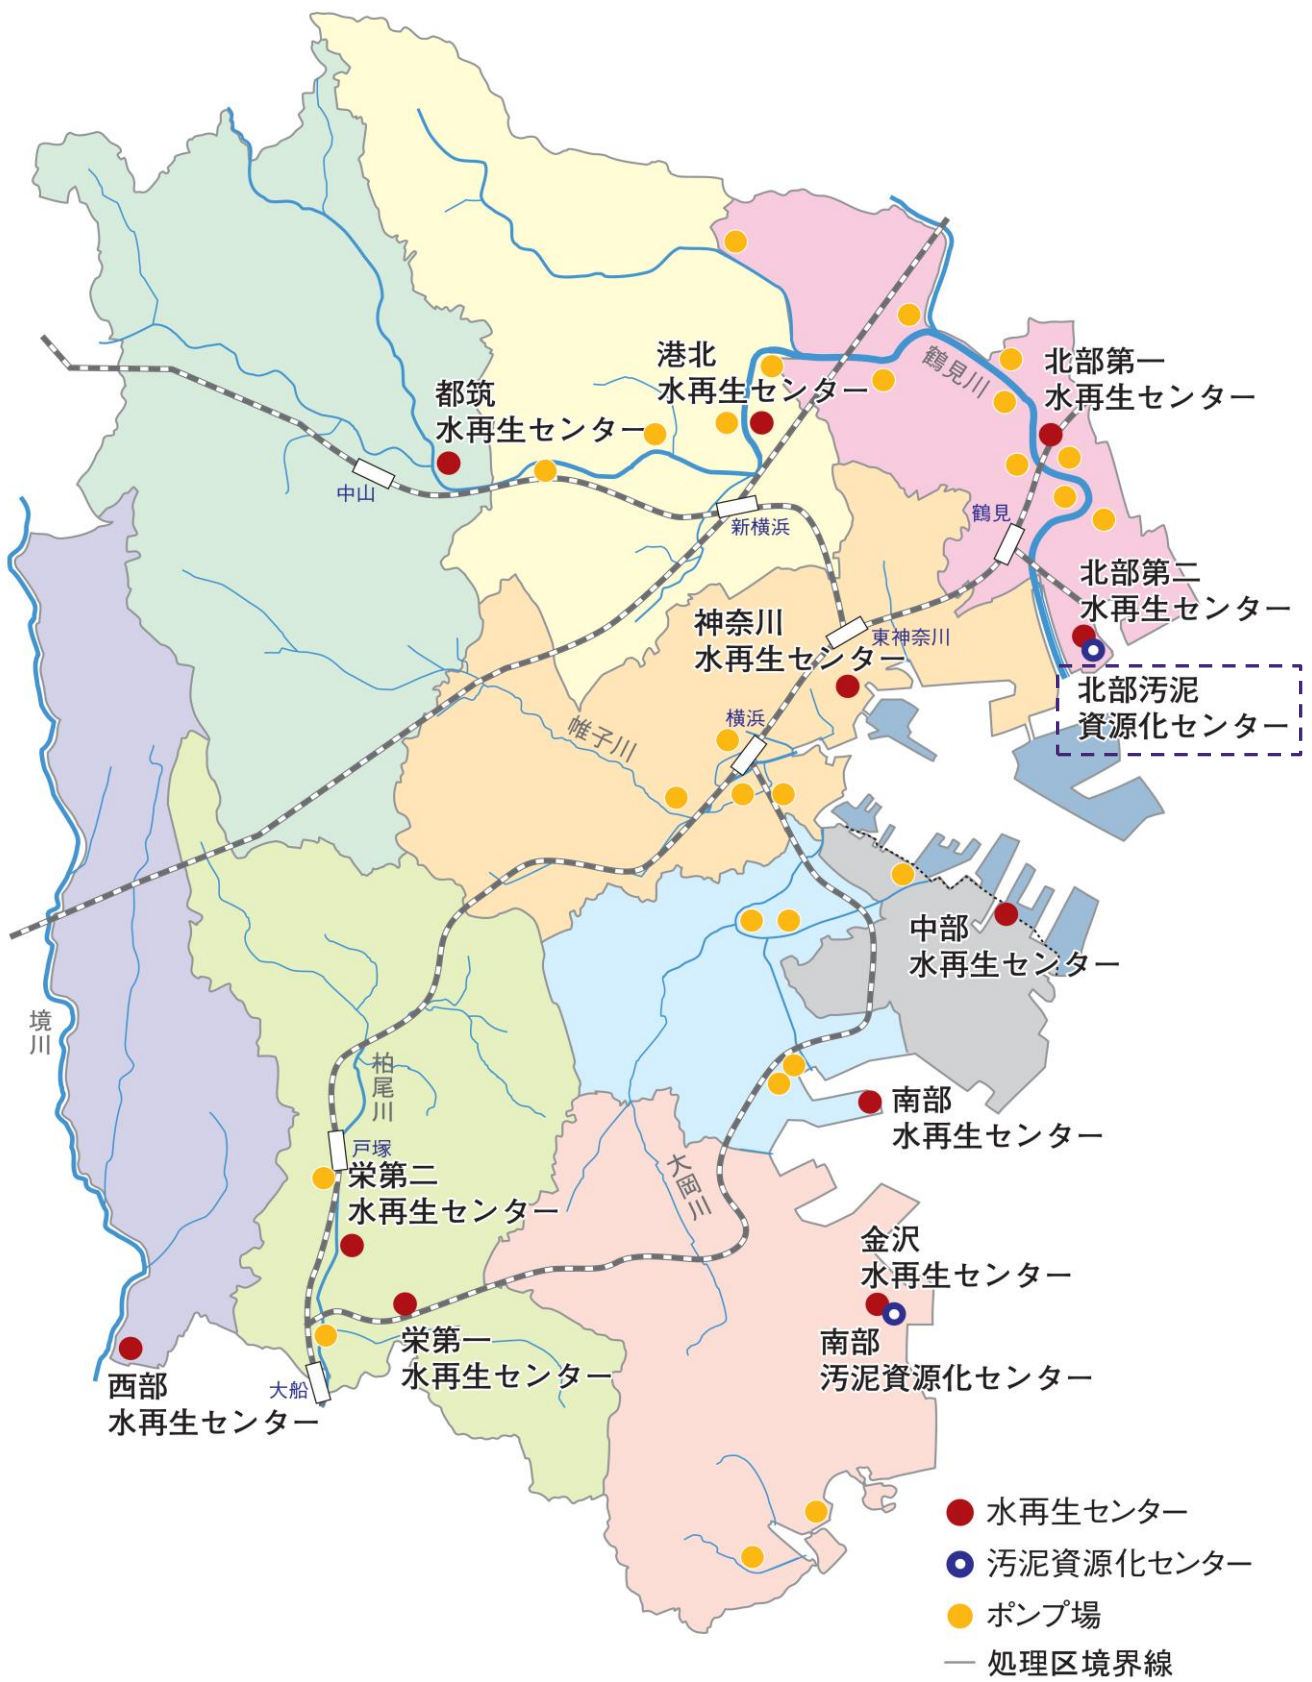 港北
水再生センター
鶴見川
北部第一
水再生センター
都筑
水再生センター
中山
新横浜
鶴見
北部第二
水再生センター
神奈川
水再生センター
東神奈川
北部汚泥
資源化センター
横浜
帷子川
中部
水再生センター
境川
柏尾川
南部
水再生センター
戸塚
栄第二
水再生センター
大岡川
金沢
水再生センター
南部
汚泥資源化センター
栄第一
水再生センター
大船
西部
水再生センター
水再生センター
汚泥資源化センター
ポンプ場
処理区境界線